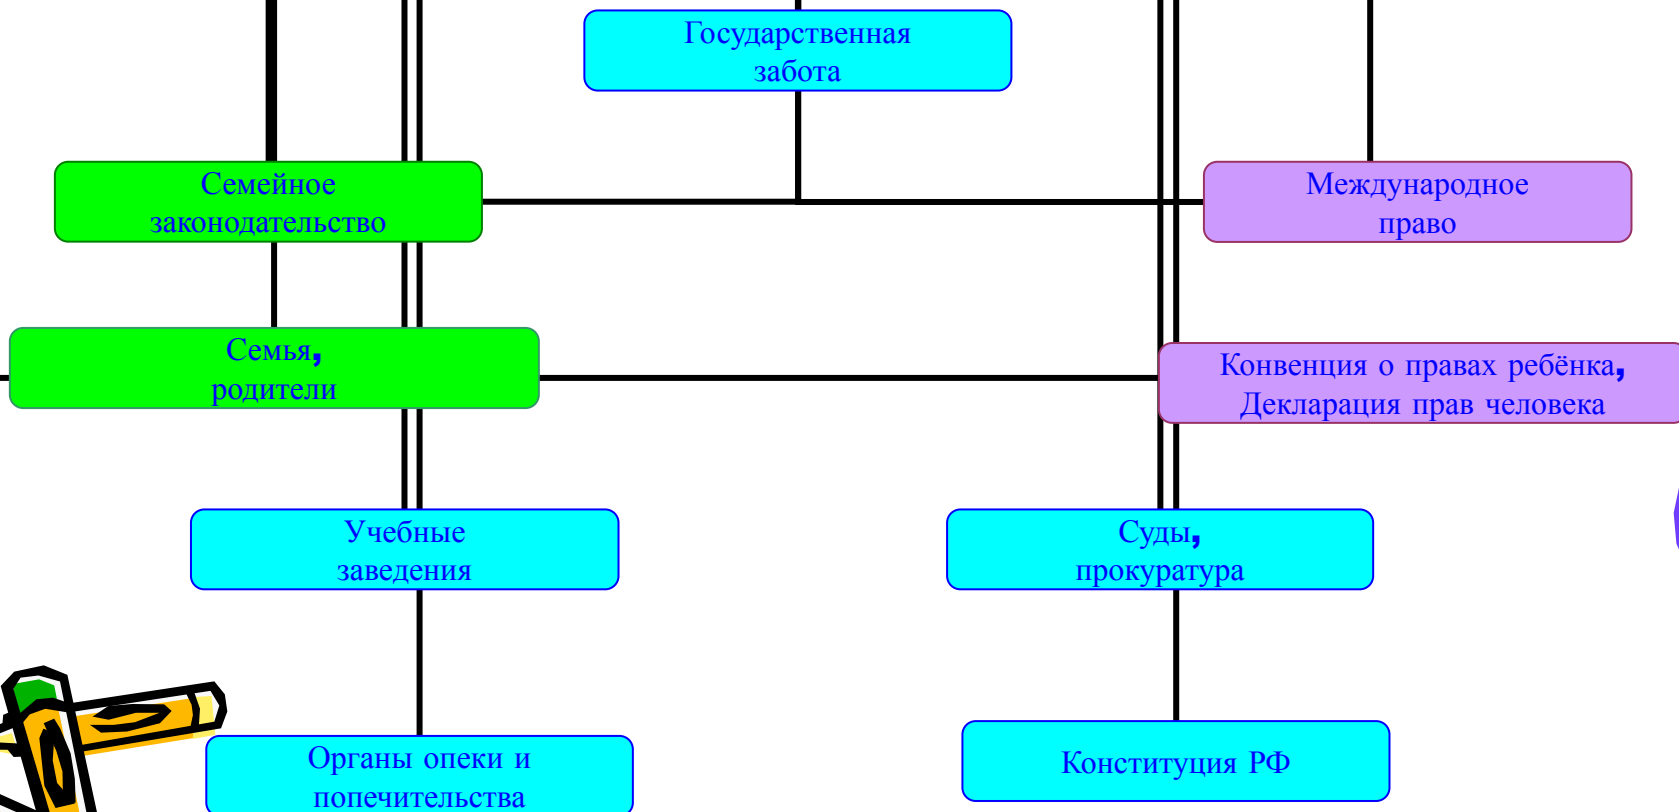 Государственная
забота
Семейное
законодательство
Международное
право
Семья,
родители
Конвенция о правах ребёнка,
Декларация прав человека
Учебные
заведения
Суды,
прокуратура
Органы опеки и
попечительства
Конституция РФ